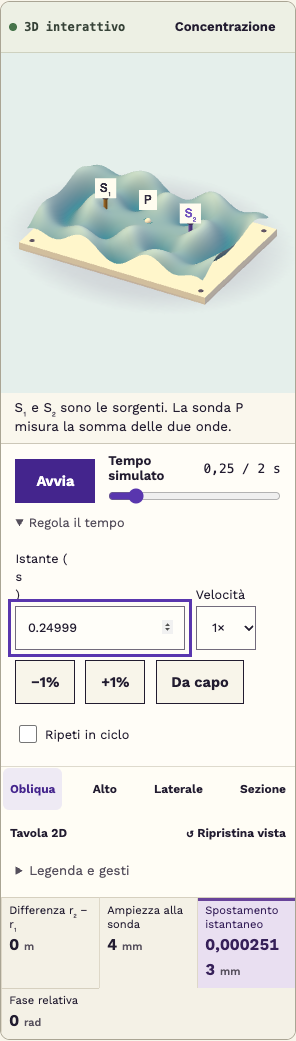 3D interattivo Concentrazione
S₁
P
S₂
S₁ e S₂ sono le sorgenti. La sonda P
misura la somma delle due onde.
Avvia
Tempo
simulato
0,25 / 2 s
▼ Regola il tempo
Istante (
s
)
Velocità
0.24999
1×
−1%
+1%
Da capo
Ripeti in ciclo
Obliqua Alto Laterale Sezione
Tavola 2D ↺ Ripristina vista
▶ Legenda e gesti
Differenza r₂ −
r₁
0 m
Ampiezza alla
sonda
4 mm
Spostamento
istantaneo
0,000251
3 mm
Fase relativa
0 rad